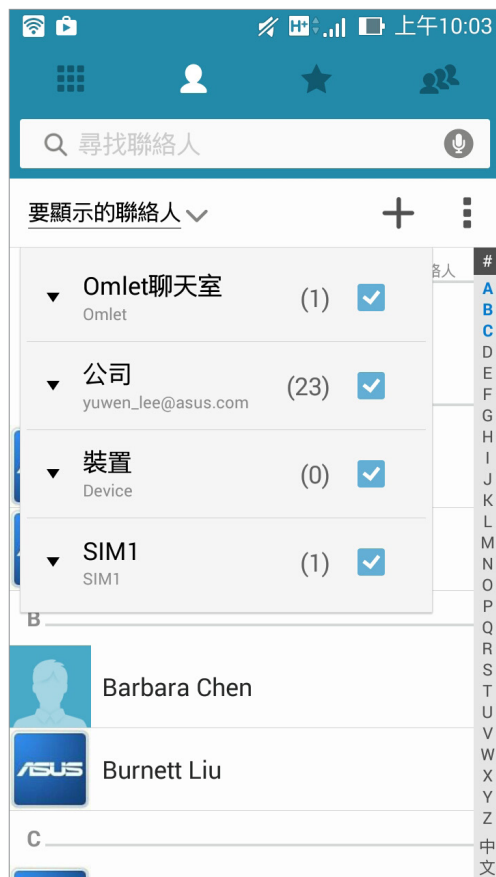 H+ 上午10:03
尋找聯絡人
要顯示的聯絡人
絡人
Omlet聊天室 (1)
Omlet
公司 (23)
yuwen_lee@asus.com
裝置 (0)
Device
SIM1 (1)
SIM1
B
Barbara Chen
ASUS
Burnett Liu
C
#
A
B
C
D
E
F
G
H
I
J
K
L
M
N
O
P
Q
R
S
T
U
V
W
X
Y
Z
中
文